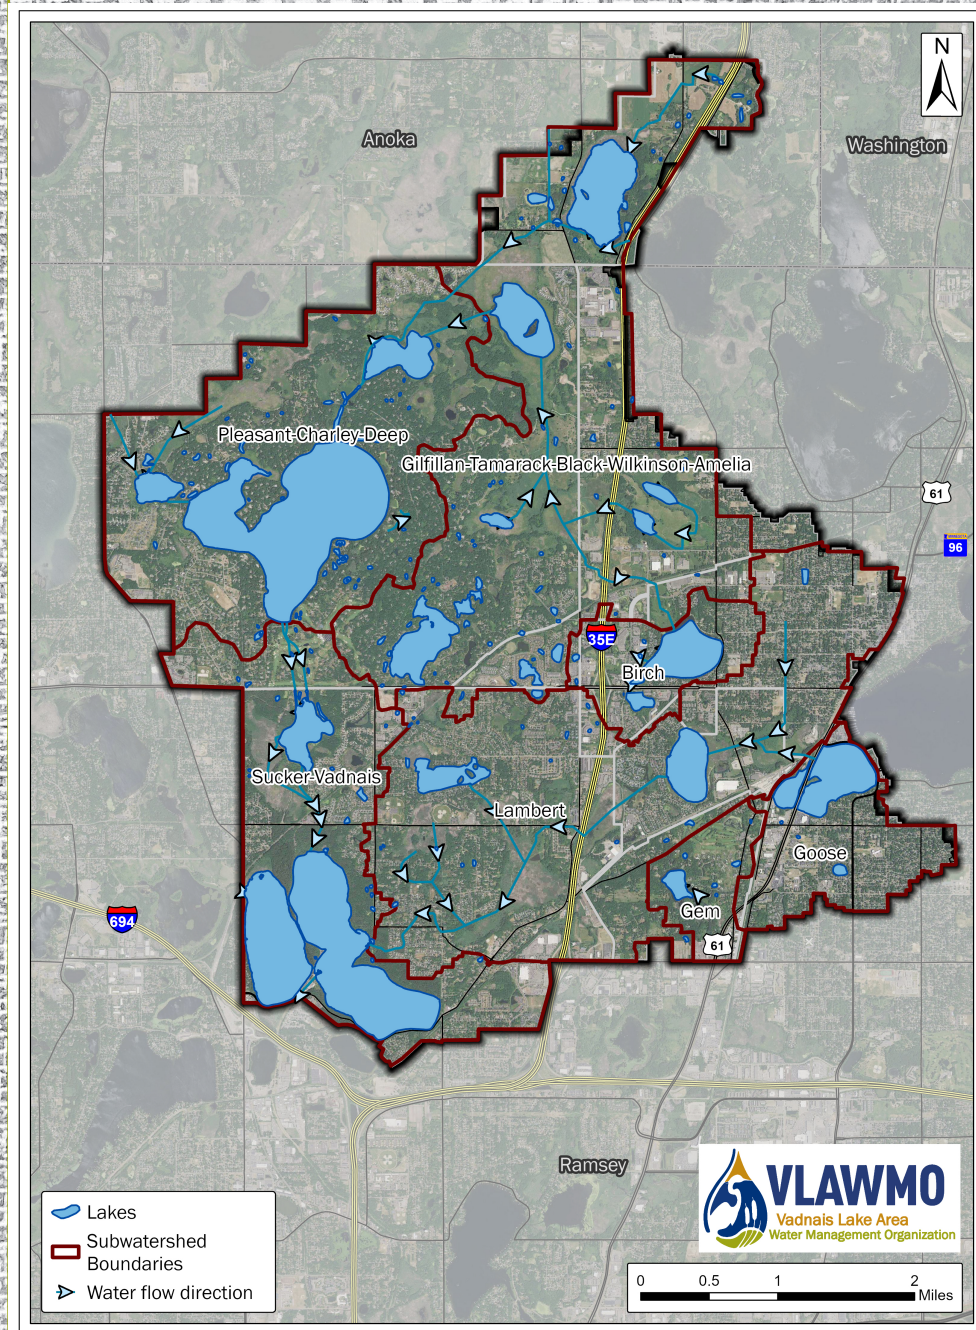 N
Anoka
Washington
Pleasant-Charley-Deep
Gilfillan-Tamarack-Black-Wilkinson-Amelia
61
MINNESOTA
96
35E
Birch
Sucker-Vadnais
Lambert
Goose
Gem
694
61
Ramsey
VLAWMO
Vadnais Lake Area
Water Management Organization
Lakes
Subwatershed
Boundaries
Water flow direction
0 0.5 1 2
Miles